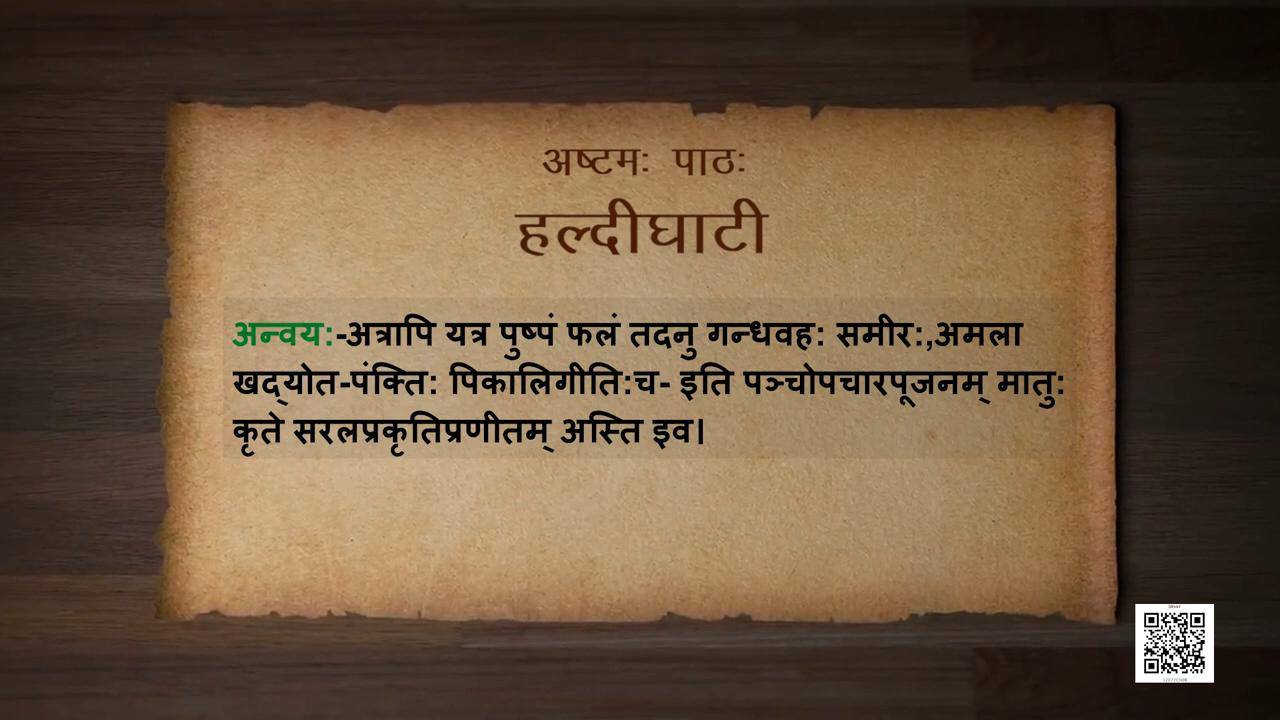 अष्टमः पाठः
हल्दीघाटी
अन्वय:-अत्रापि यत्र पुष्पं फलं तदनु गन्धवह: समीर:,अमला
खद्योत-पंक्ति: पिकालिगीति:च- इति पञ्चोपचारपूजनम् मातु:
कृते सरलप्रकृतिप्रणीतम् अस्ति इव।